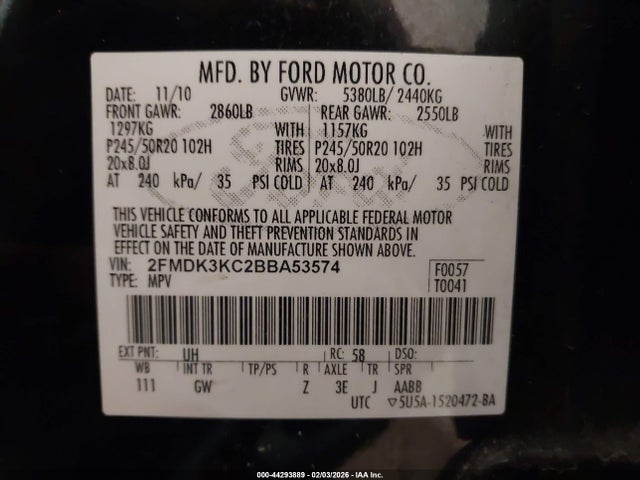 MFD. BY FORD MOTOR CO.
DATE: 11/10 GVWR: 5380LB/ 2440KG
FRONT GAWR: 2860LB REAR GAWR: 2550LB
1297KG WITH 1157KG WITH
P245/50R20 102H TIRES P245/50R20 102H TIRES
20x8.0J RIMS 20x8.0J RIMS
AT 240 kPa/ 35 PSI COLD AT 240 kPa/ 35 PSI COLD
THIS VEHICLE CONFORMS TO ALL APPLICABLE FEDERAL MOTOR
VEHICLE SAFETY AND THEFT PREVENTION STANDARDS IN
EFFECT ON THE DATE OF MANUFACTURE SHOWN ABOVE.
VIN: 2FMDK3KC2BBA53574 F0057
TYPE: MPV T0041
EXT PNT: UH RC: 58 DSO:
WB INT TR TP/PS R AXLE TR SPR
111 GW Z 3E J AABB
UTC ▽5U5A-1520472-BA
000-44293889 - 02/03/2026 - IAA Inc.